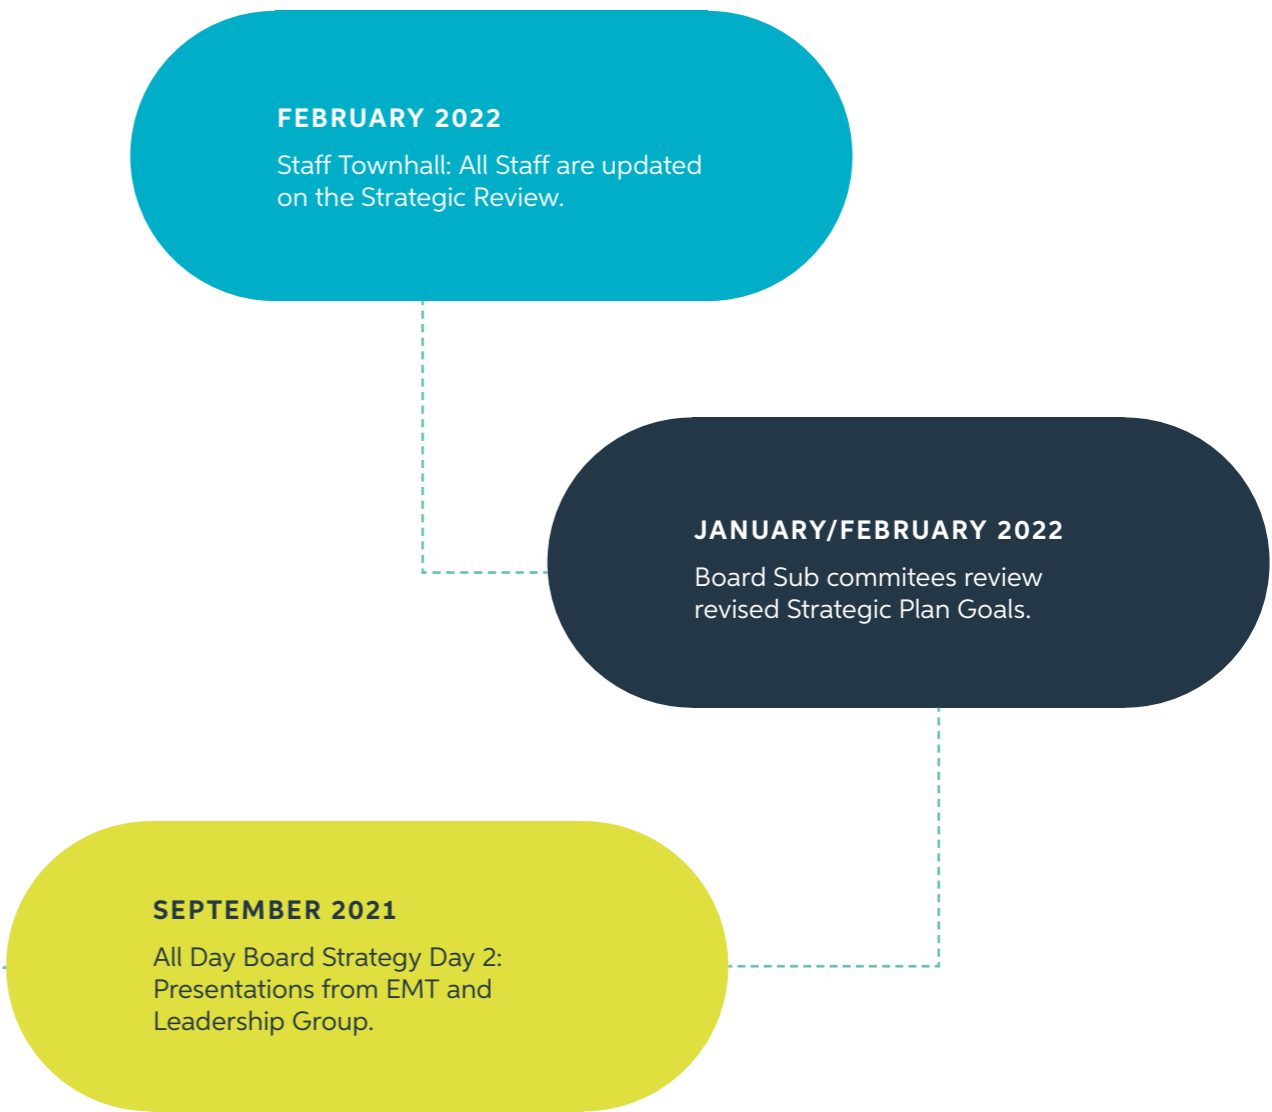 FEBRUARY 2022
Staff Townhall: All Staff are updated
on the Strategic Review.
JANUARY/FEBRUARY 2022
Board Sub commitees review
revised Strategic Plan Goals.
SEPTEMBER 2021
All Day Board Strategy Day 2:
Presentations from EMT and
Leadership Group.